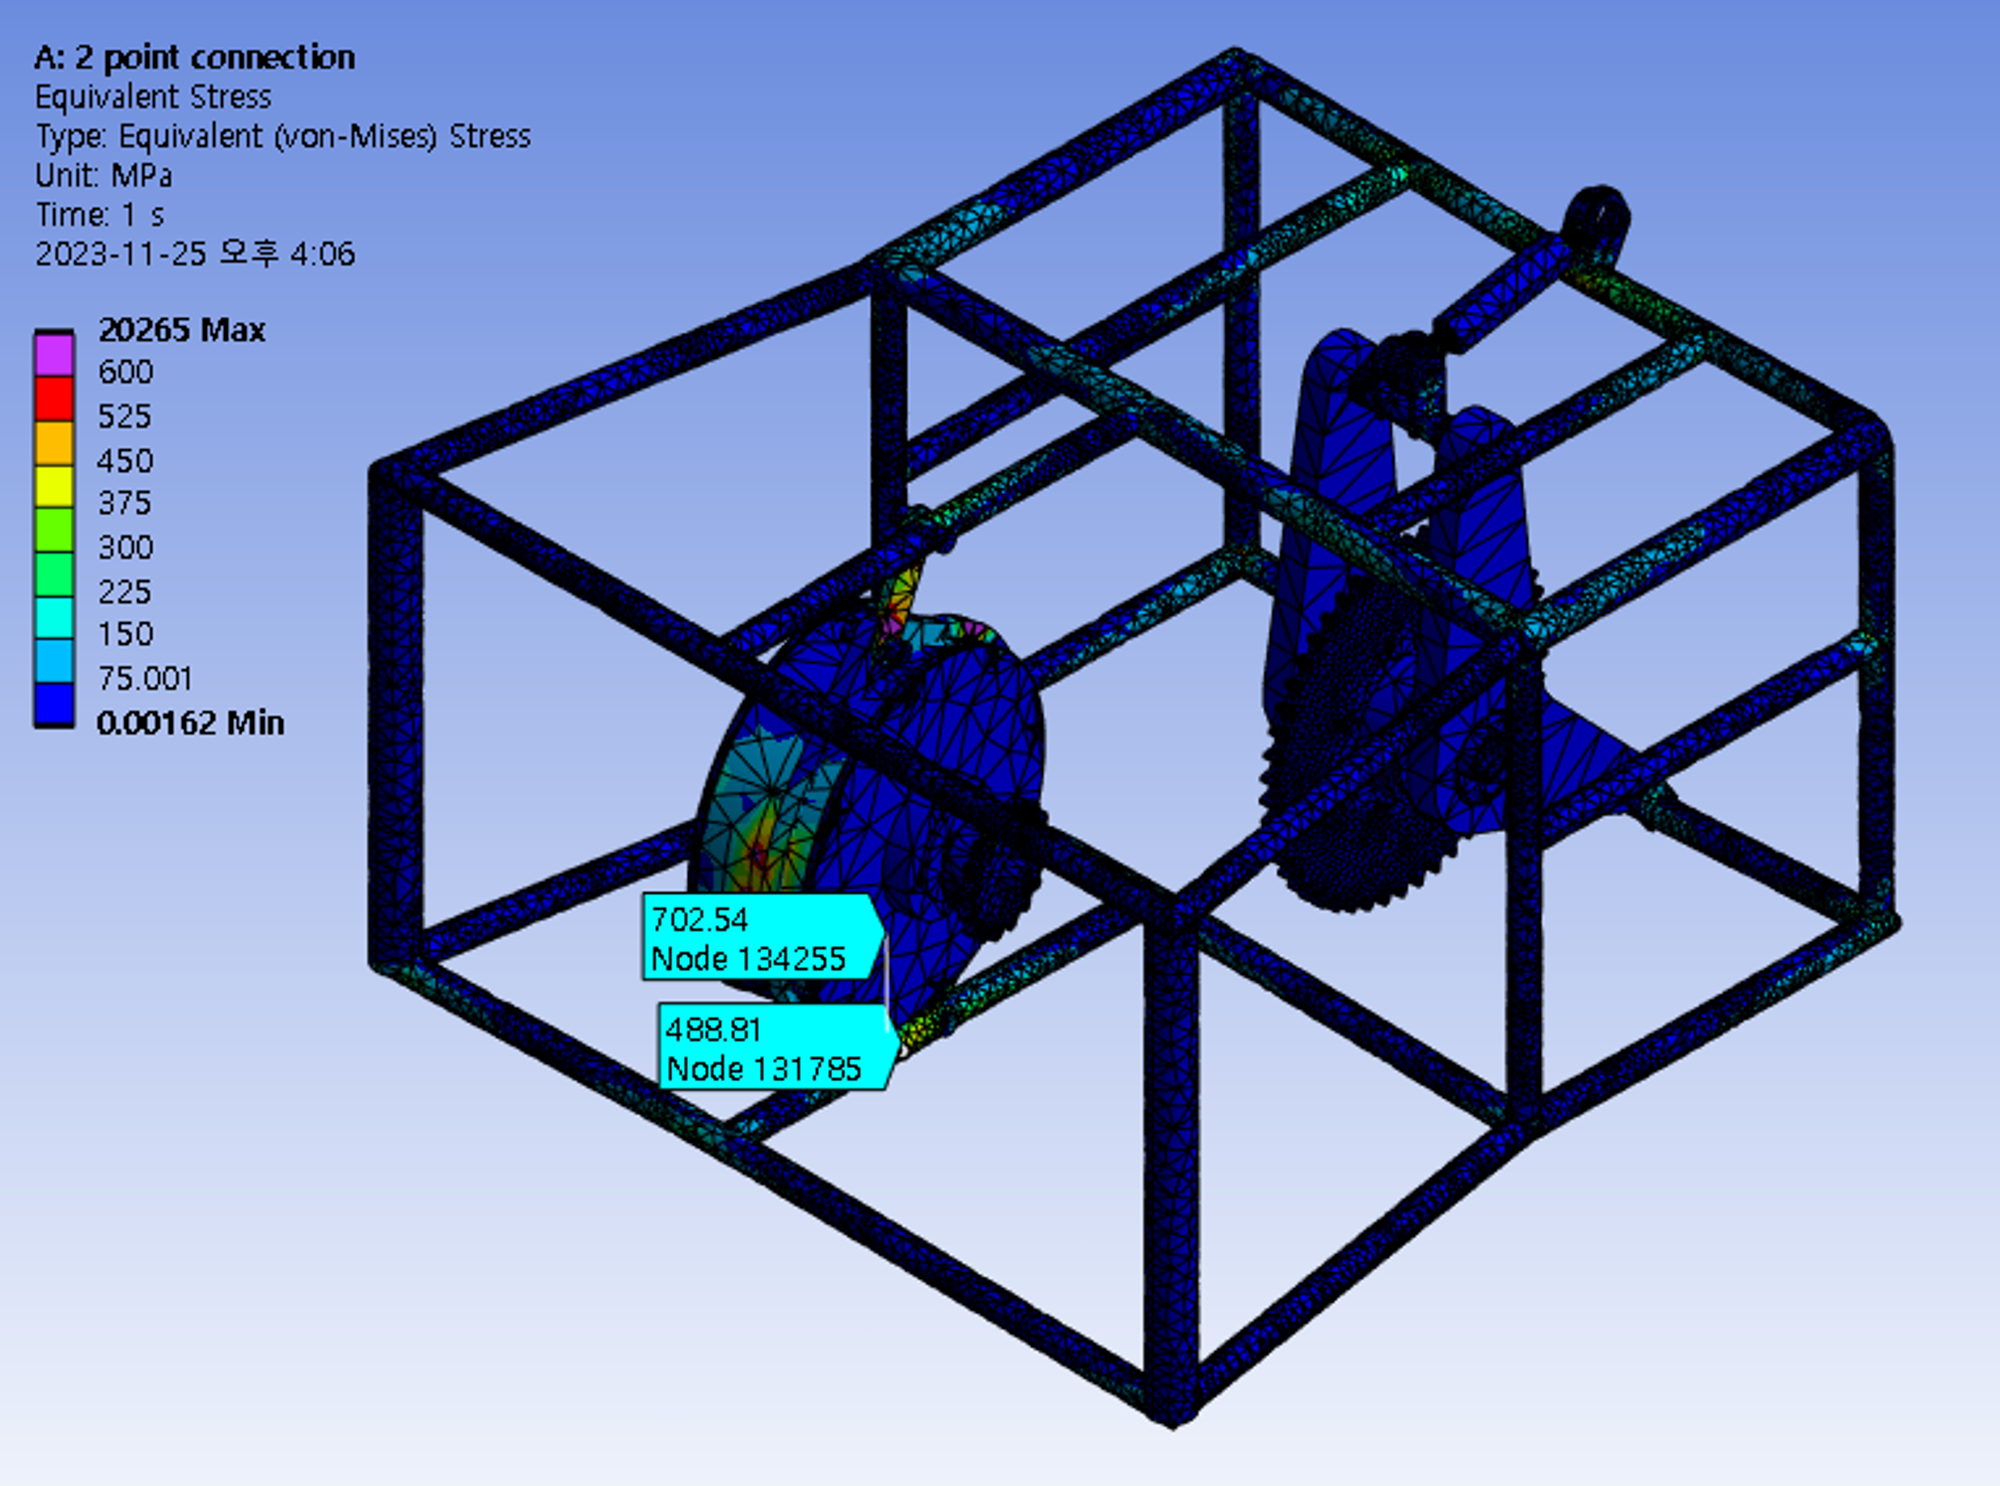 A: 2 point connection
Equivalent Stress
Type: Equivalent (von-Mises) Stress
Unit: MPa
Time: 1 s
2023-11-25 오후 4:06
20265 Max
600
525
450
375
300
225
150
75.001
0.00162 Min
702.54
Node 134255
488.81
Node 131785